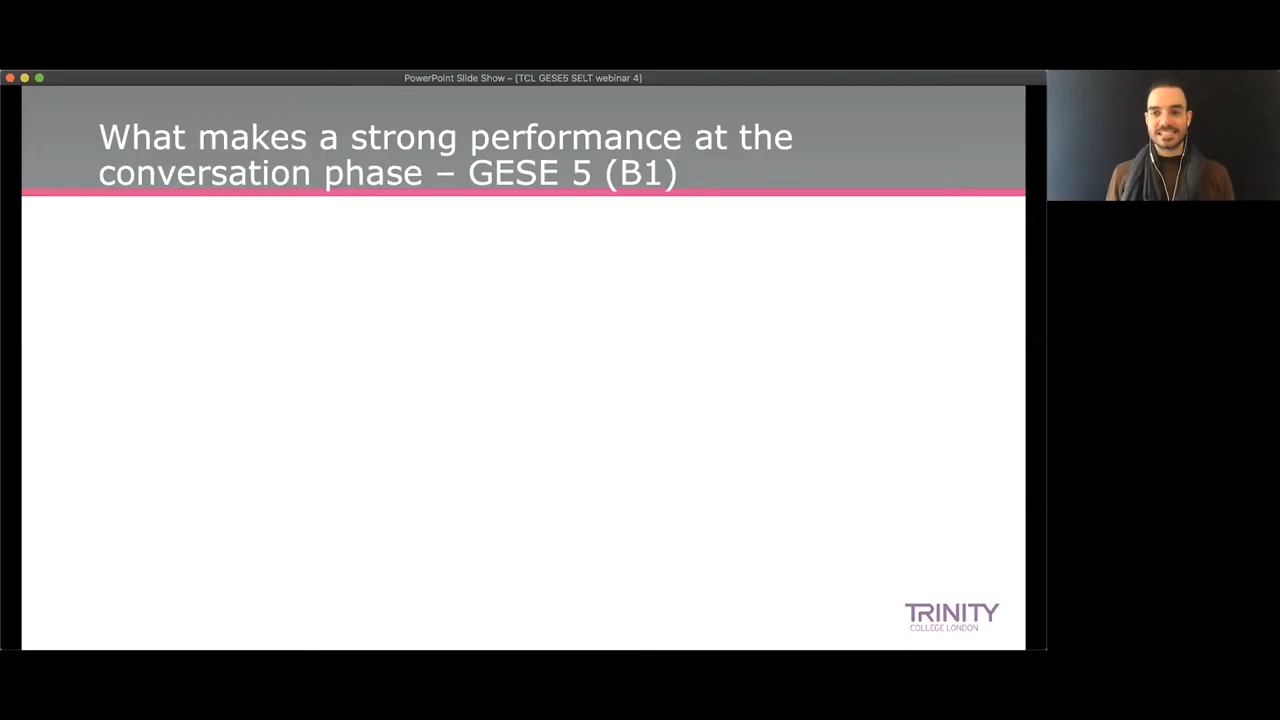 PowerPoint Slide Show – [TCL GESE5 SELT webinar 4]
What makes a strong performance at the
conversation phase – GESE 5 (B1)
TRINITY
COLLEGE LONDON